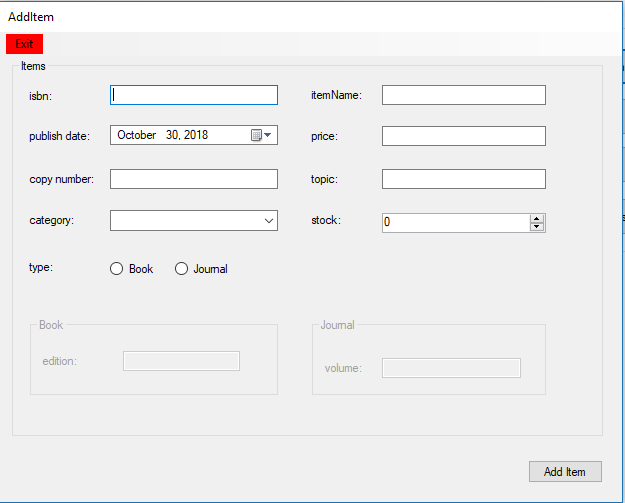 AddItem
Exit
Items
isbn: itemName:
publish date: October 30, 2018 price:
copy number: topic:
category: stock: 0
type: Book Journal
Book Journal
edition: volume:
Add Item